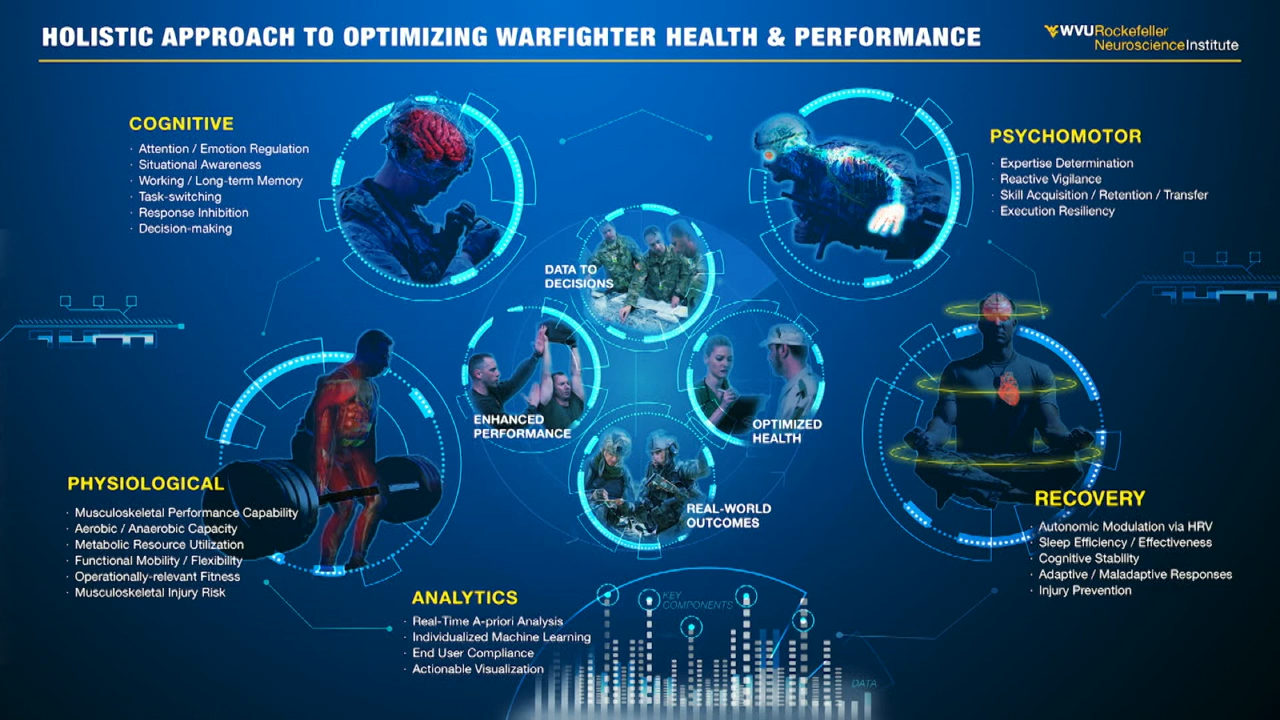 HOLISTIC APPROACH TO OPTIMIZING WARFIGHTER HEALTH & PERFORMANCE
WVU Rockefeller
Neuroscience Institute
COGNITIVE
· Attention / Emotion Regulation
· Situational Awareness
· Working / Long-term Memory
· Task-switching
· Response Inhibition
· Decision-making
PSYCHOMOTOR
· Expertise Determination
· Reactive Vigilance
· Skill Acquisition / Retention / Transfer
· Execution Resiliency
DATA TO
DECISIONS
ENHANCED
PERFORMANCE
OPTIMIZED
HEALTH
REAL-WORLD
OUTCOMES
PHYSIOLOGICAL
· Musculoskeletal Performance Capability
· Aerobic / Anaerobic Capacity
· Metabolic Resource Utilization
· Functional Mobility / Flexibility
· Operationally-relevant Fitness
· Musculoskeletal Injury Risk
RECOVERY
· Autonomic Modulation via HRV
· Sleep Efficiency / Effectiveness
· Cognitive Stability
· Adaptive / Maladaptive Responses
· Injury Prevention
ANALYTICS
· Real-Time A-priori Analysis
· Individualized Machine Learning
· End User Compliance
· Actionable Visualization
KEY
COMPONENTS
DATA